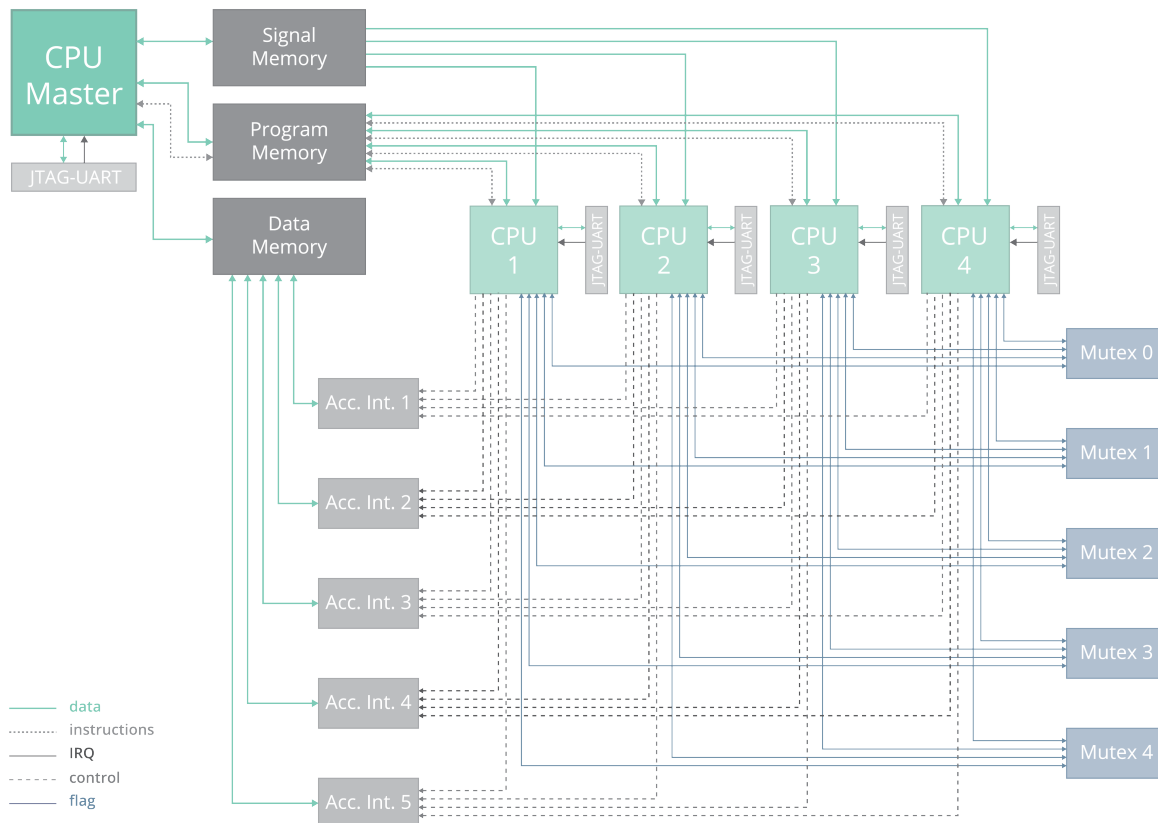 CPU
Master
JTAG-UART
Signal
Memory
Program
Memory
Data
Memory
CPU
1
JTAG-UART
CPU
2
JTAG-UART
CPU
3
JTAG-UART
CPU
4
JTAG-UART
Mutex 0
Acc. Int. 1
Mutex 1
Acc. Int. 2
Mutex 2
Acc. Int. 3
Mutex 3
Acc. Int. 4
Mutex 4
Acc. Int. 5
data
instructions
IRQ
control
flag